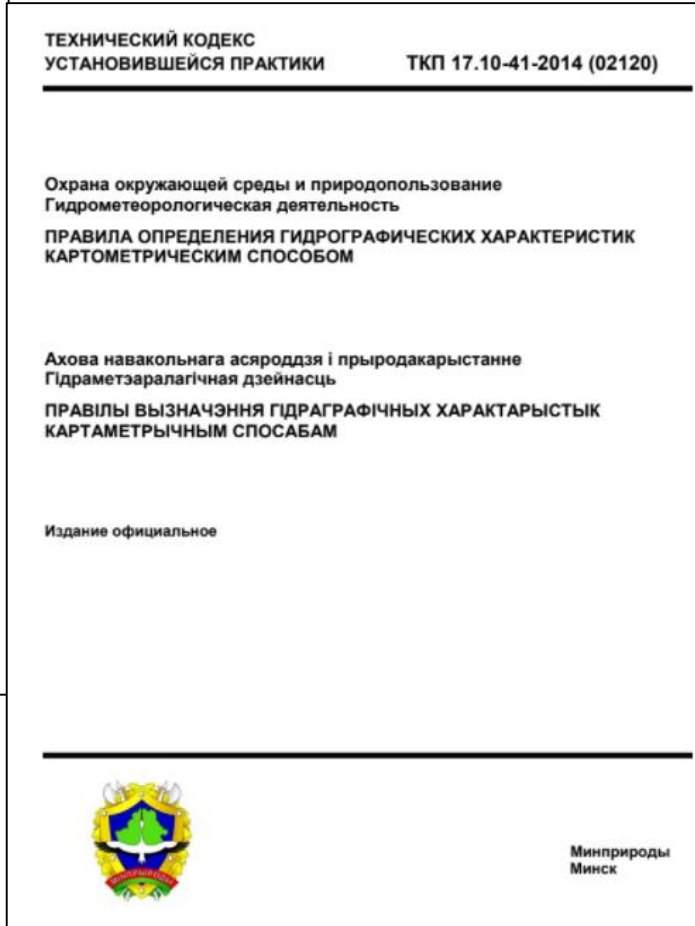 ТЕХНИЧЕСКИЙ КОДЕКС
УСТАНОВИВШЕЙСЯ ПРАКТИКИ ТКП 17.10-41-2014 (02120)
Охрана окружающей среды и природопользование
Гидрометеорологическая деятельность
ПРАВИЛА ОПРЕДЕЛЕНИЯ ГИДРОГРАФИЧЕСКИХ ХАРАКТЕРИСТИК
КАРТОМЕТРИЧЕСКИМ СПОСОБОМ
Ахова навакольнага асяроддзя і прыродакарыстанне
Гідраметэаралагічная дзейнасць
ПРАВІЛЫ ВЫЗНАЧЭННЯ ГІДРАГРАФІЧНЫХ ХАРАКТАРЫСТЫК
КАРТАМЕТРЫЧНЫМ СПОСАБАМ
Издание официальное
МІНПРЫРОДЫ
Минприроды
Минск